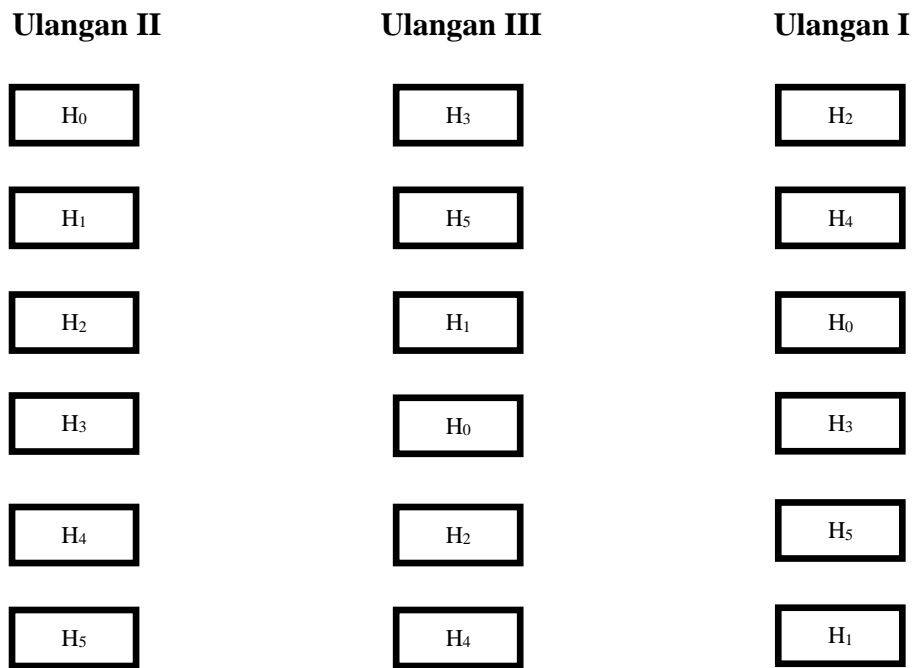 Ulangan II Ulangan III Ulangan I
H0 H3 H2
H1 H5 H4
H2 H1 H0
H3 H0 H3
H4 H2 H5
H5 H4 H1